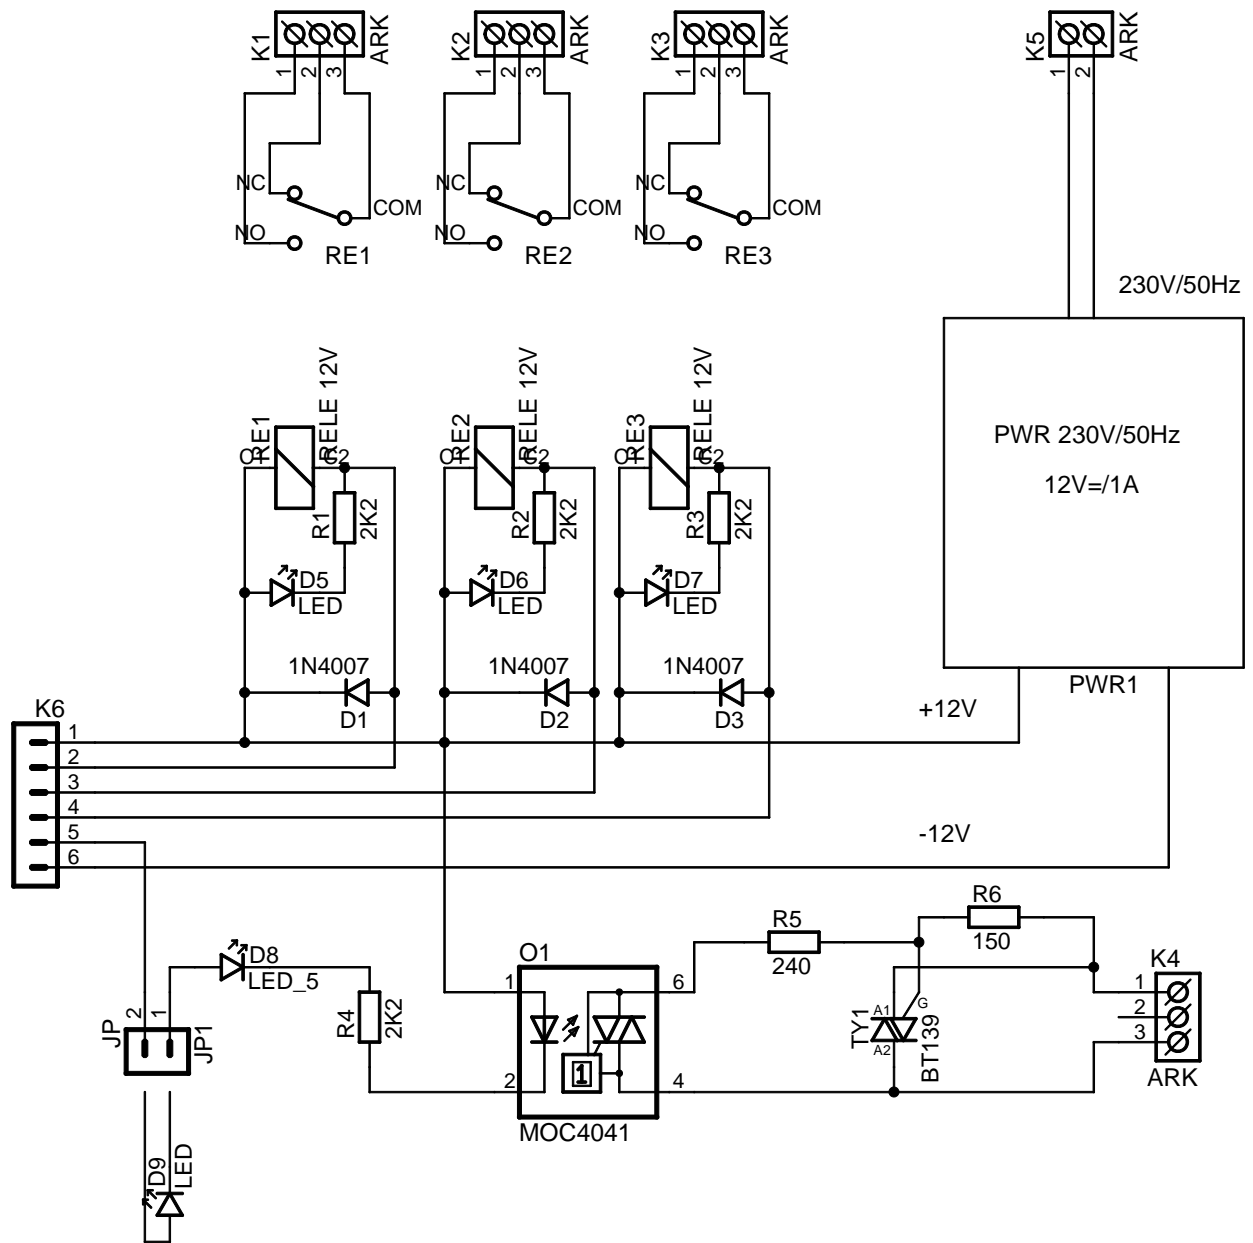 K1
ARK
1
2
3
K2
ARK
1
2
3
K3
ARK
1
2
3
K5
ARK
1
2
NC
COM
NO
RE1
NC
COM
NO
RE2
NC
COM
NO
RE3
230V/50Hz
PWR 230V/50Hz
12V=/1A
PWR1
RE1
RELE 12V
O1
C2
R1
2K2
D5
LED
1N4007
D1
RE2
RELE 12V
O1
C2
R2
2K2
D6
LED
1N4007
D2
RE3
RELE 12V
O1
C2
R3
2K2
D7
LED
1N4007
D3
+12V
-12V
K6
1
2
3
4
5
6
D8
LED_5
R4
2K2
JP
2
1
JP1
D9
LED
O1
1
2
6
4
1
MOC4041
R5
240
R6
150
TY1
A1
A2
G
BT139
K4
1
2
3
ARK